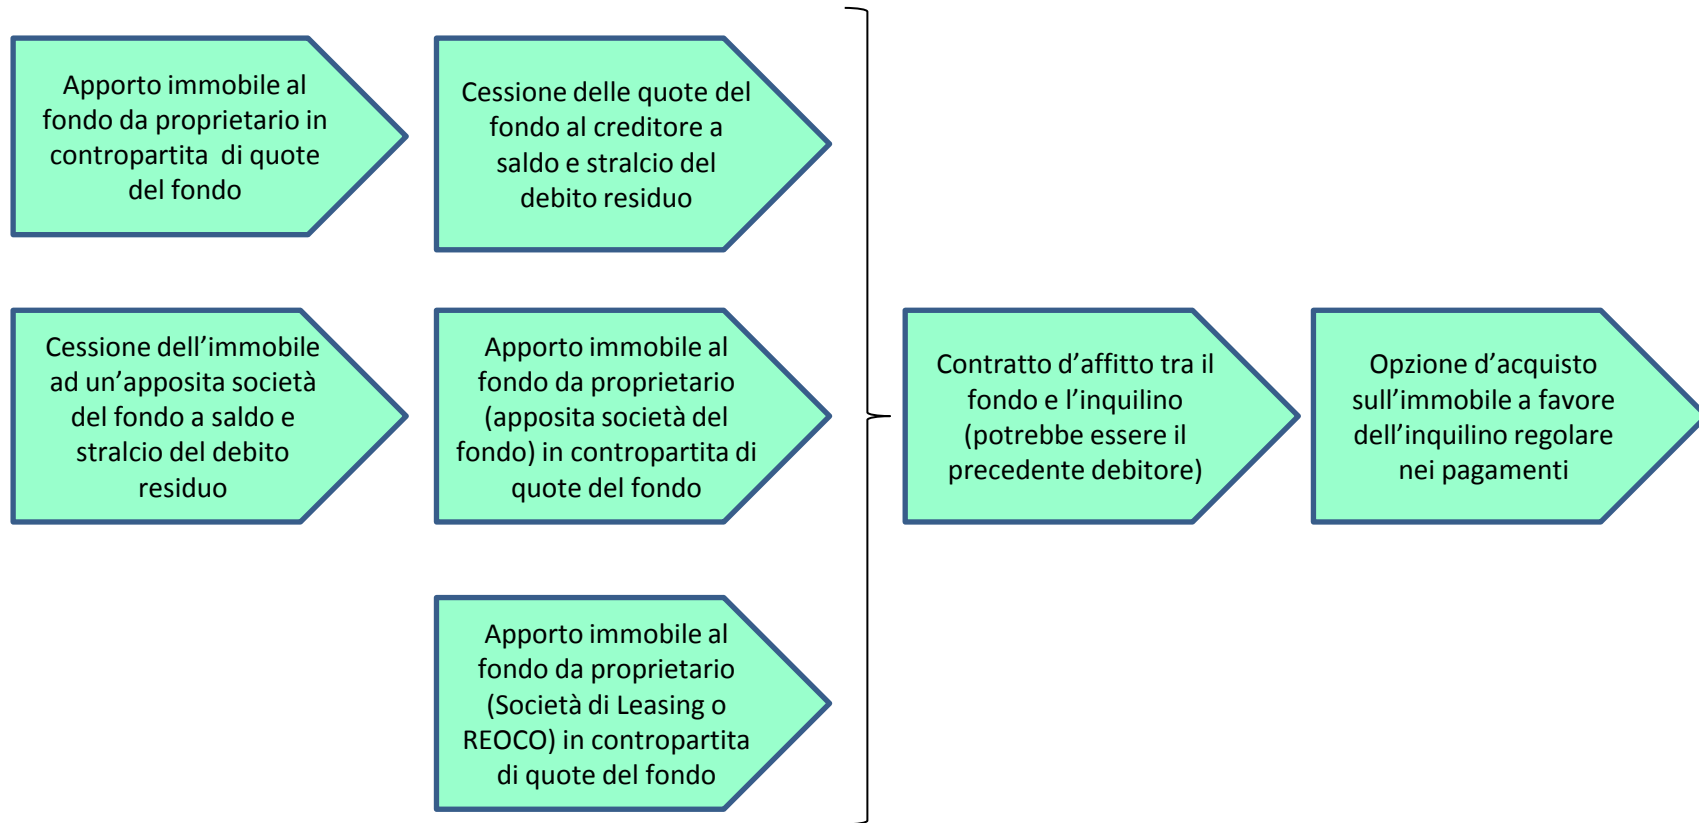 Apporto immobile al
fondo da proprietario in
contropartita di quote
del fondo
Cessione delle quote del
fondo al creditore a
saldo e stralcio del
debito residuo
Cessione dell’immobile
ad un’apposita società
del fondo a saldo e
stralcio del debito
residuo
Apporto immobile al
fondo da proprietario
(apposita società del
fondo) in contropartita di
quote del fondo
Contratto d’affitto tra il
fondo e l’inquilino
(potrebbe essere il
precedente debitore)
Opzione d’acquisto
sull’immobile a favore
dell’inquilino regolare
nei pagamenti
Apporto immobile al
fondo da proprietario
(Società di Leasing o
REOCO) in contropartita
di quote del fondo